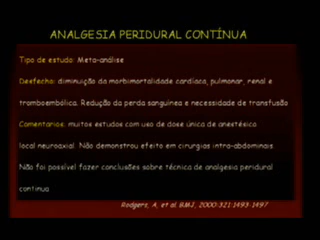 ANALGESIA PERIDURAL CONTÍNUA
Tipo de estudo: Meta-análise
Desfecho: diminuição da morbimortalidade cardíaca, pulmonar, renal e
tromboembólica. Redução da perda sanguínea e necessidade de transfusão
Comentários: muitos estudos com uso de dose única de anestésico
local neuroaxial. Não demonstrou efeito em cirurgias intra-abdominais
Não foi possível fazer conclusões sobre técnica de analgesia peridural
contínua
Rodgers, A, et al. BMJ, 2000;321:1493-1497